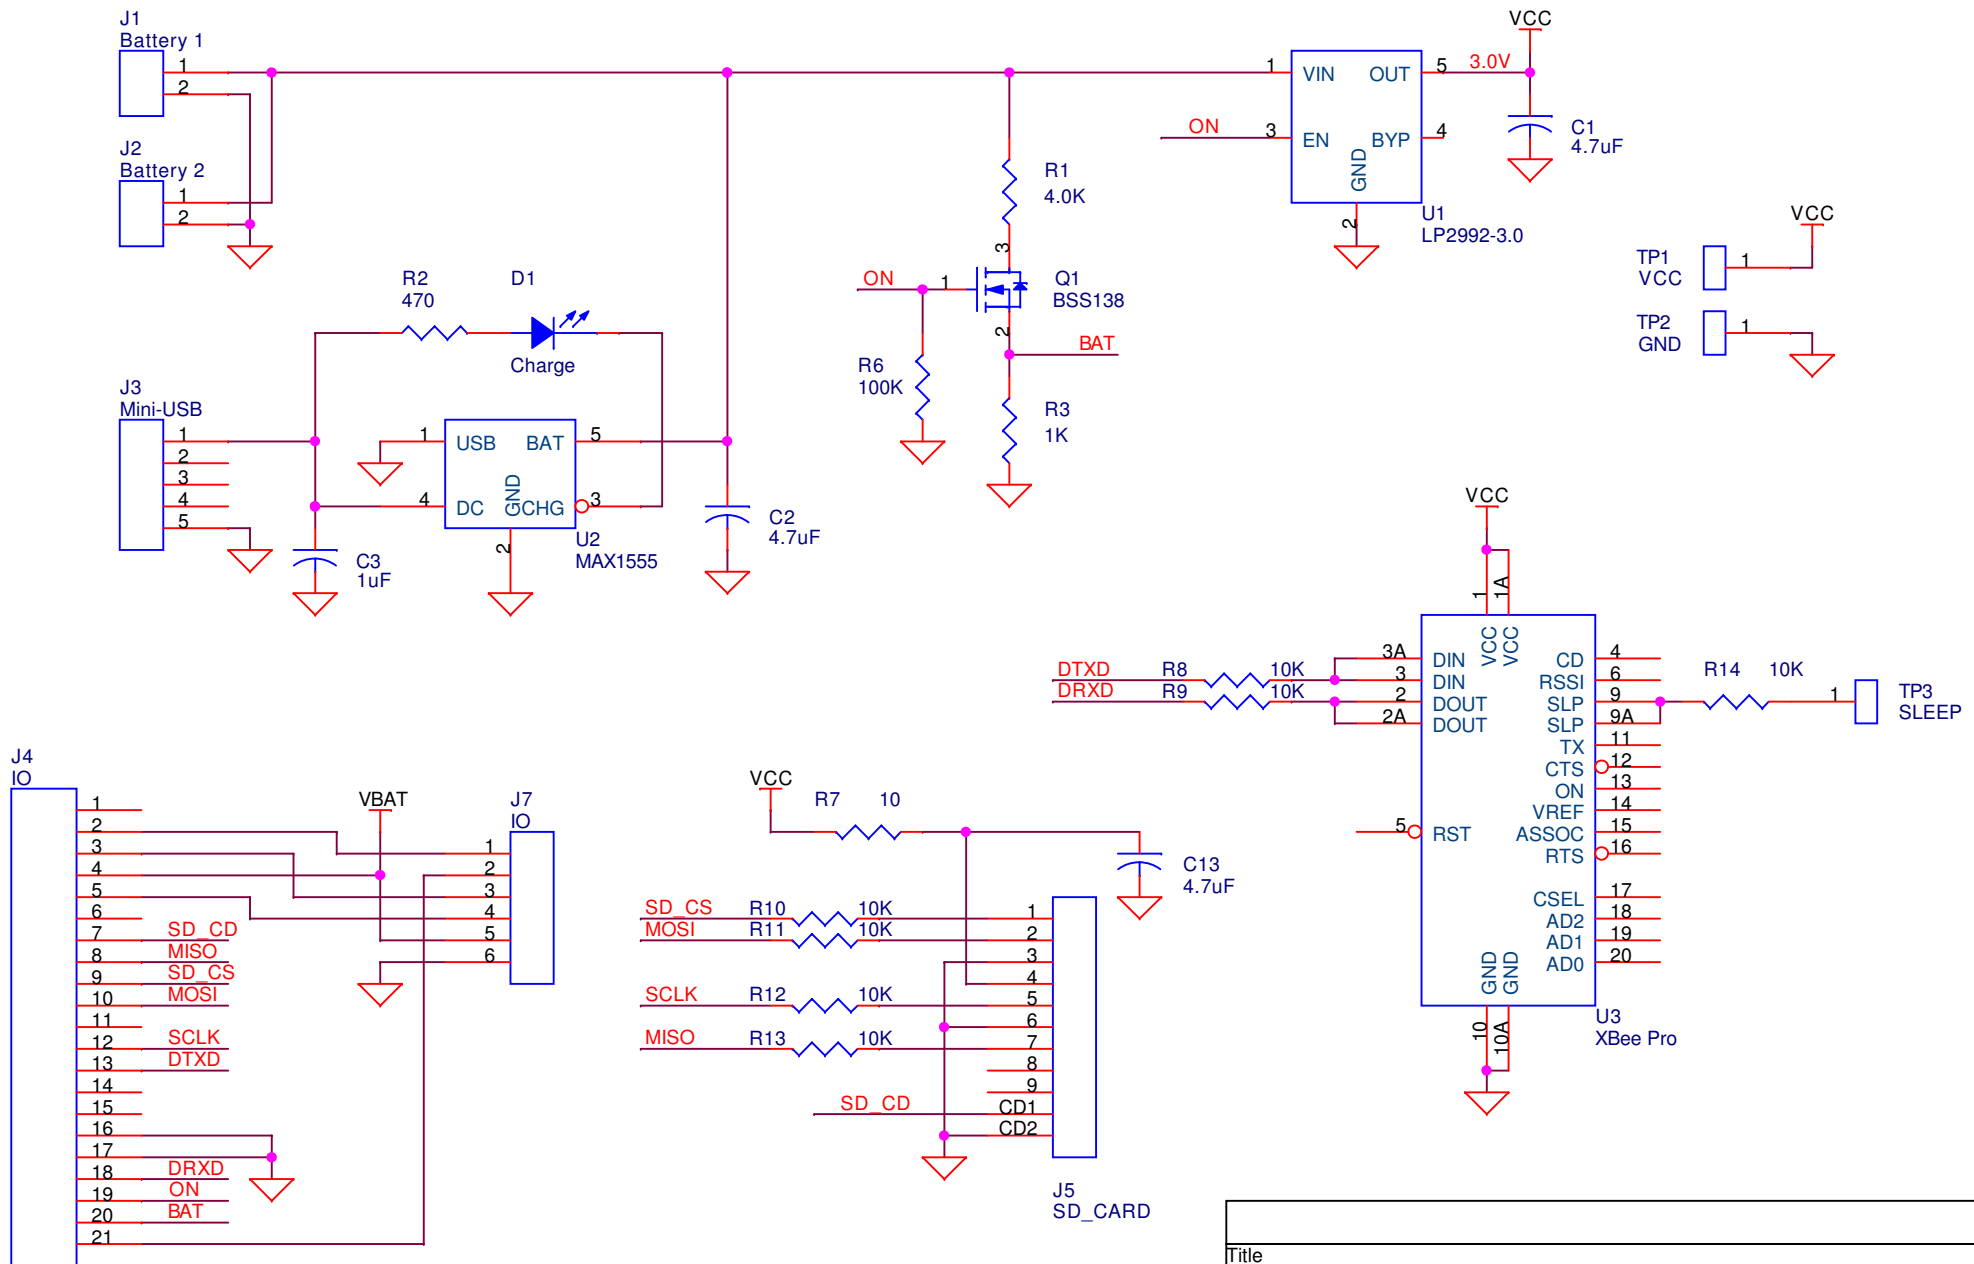 J1
Battery 1
1
2
J2
Battery 2
1
2
R2
470
D1
Charge
J3
Mini-USB
1
2
3
4
5
C3
1uF
1 USB BAT 5
4 DC GND CHG 3
2
U2
MAX1555
C2
4.7uF
R1
4.0K
3
ON 1
Q1
BSS138
2
BAT
R6
100K
R3
1K
VCC
1 VIN OUT 5 3.0V
ON 3 EN BYP 4
GND
2
U1
LP2992-3.0
C1
4.7uF
VCC
TP1
VCC
1
TP2
GND
1
VCC
1 1A
VCC VCC
DTXD R8 10K
DRXD R9 10K
3A DIN CD 4
3 DIN RSSI 6
2 DOUT SLP 9
2A DOUT SLP 9A
TX 11
CTS 12
ON 13
VREF 14
5 RST ASSOC 15
RTS 16
CSEL 17
AD2 18
AD1 19
AD0 20
GND GND
10 10A
U3
XBee Pro
R14 10K
1
TP3
SLEEP
J4
IO
1
2
3
4
5
6
7 SD_CD
8 MISO
9 SD_CS
10 MOSI
11
12 SCLK
13 DTXD
14
15
16
17
18 DRXD
19 ON
20 BAT
21
VBAT
J7
IO
1
2
3
4
5
6
VCC
R7 10
C13
4.7uF
SD_CS R10 10K 1
MOSI R11 10K 2
3
4
SCLK R12 10K 5
6
MISO R13 10K 7
8
9
SD_CD CD1
CD2
J5
SD_CARD
Title